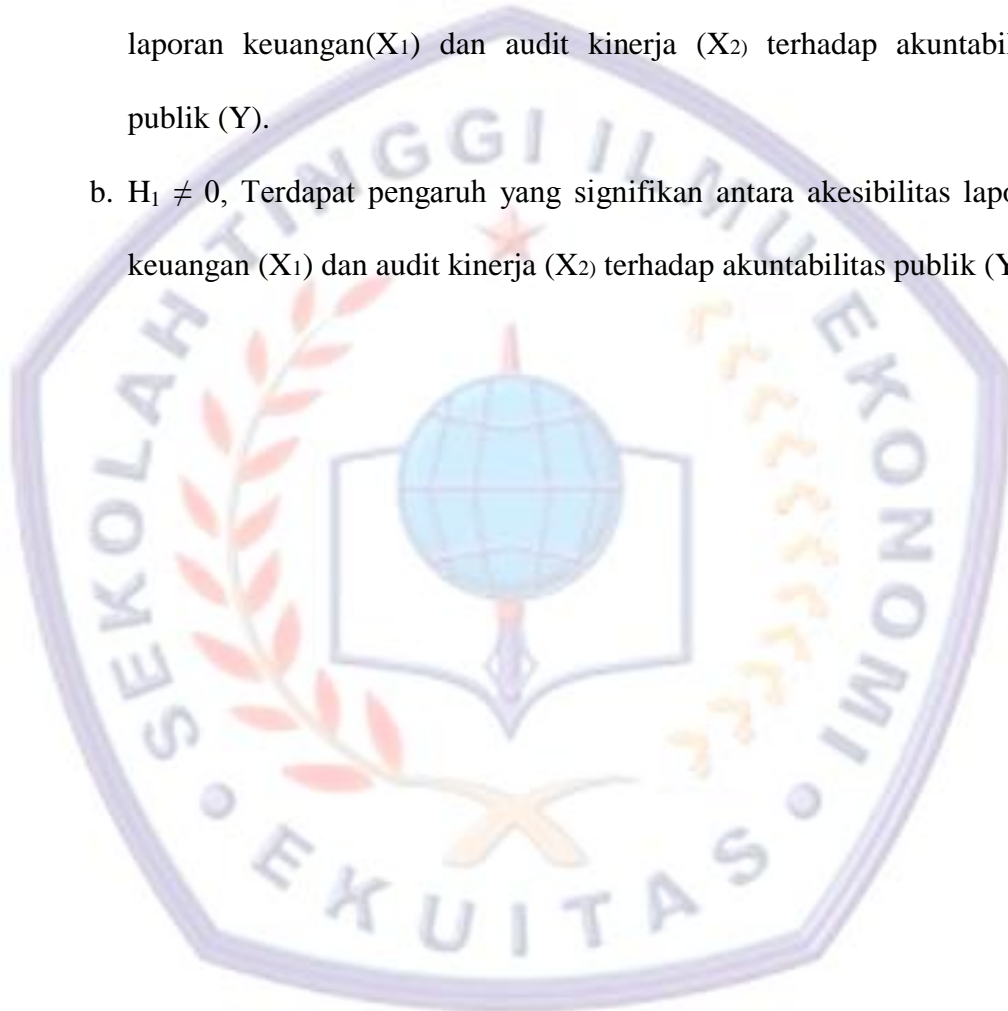 laporan keuangan(X1) dan audit kinerja (X2) terhadap akuntabi
publik (Y).
b. H1 ≠ 0, Terdapat pengaruh yang signifikan antara akesibilitas lapo
keuangan (X1) dan audit kinerja (X2) terhadap akuntabilitas publik (Y
SEKOLAH TINGGI ILMU EKONOMI
EKUITAS